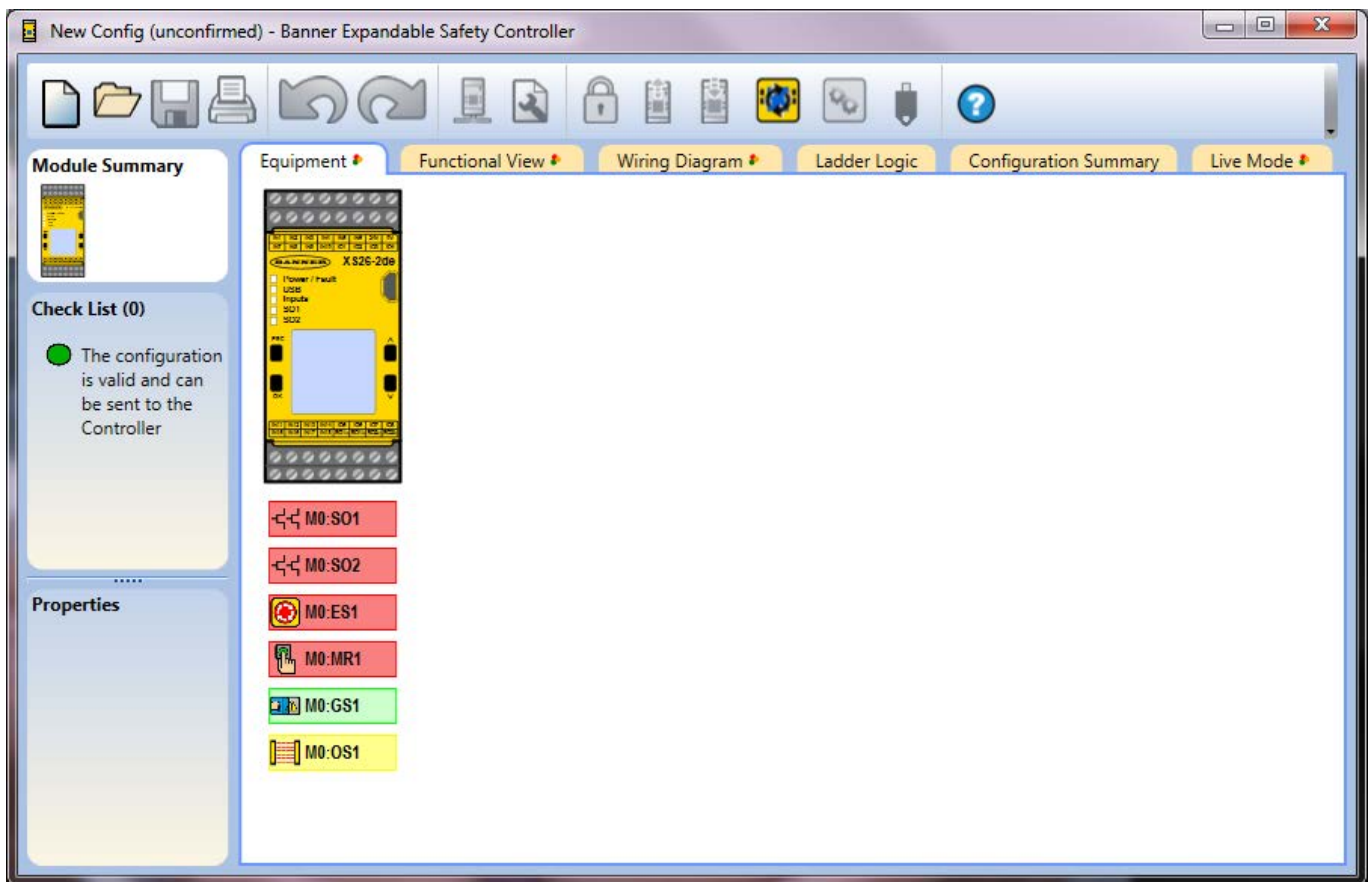 New Config (unconfirmed) - Banner Expandable Safety Controller
Module Summary
Equipment
Functional View
Wiring Diagram
Ladder Logic
Configuration Summary
Live Mode
BANNER XS26-2de
Power / Fault
USB
Inputs
SO1
SO2
OK
Check List (0)
The configuration
is valid and can
be sent to the
Controller
M0:SO1
M0:SO2
M0:ES1
M0:MR1
M0:GS1
M0:OS1
Properties